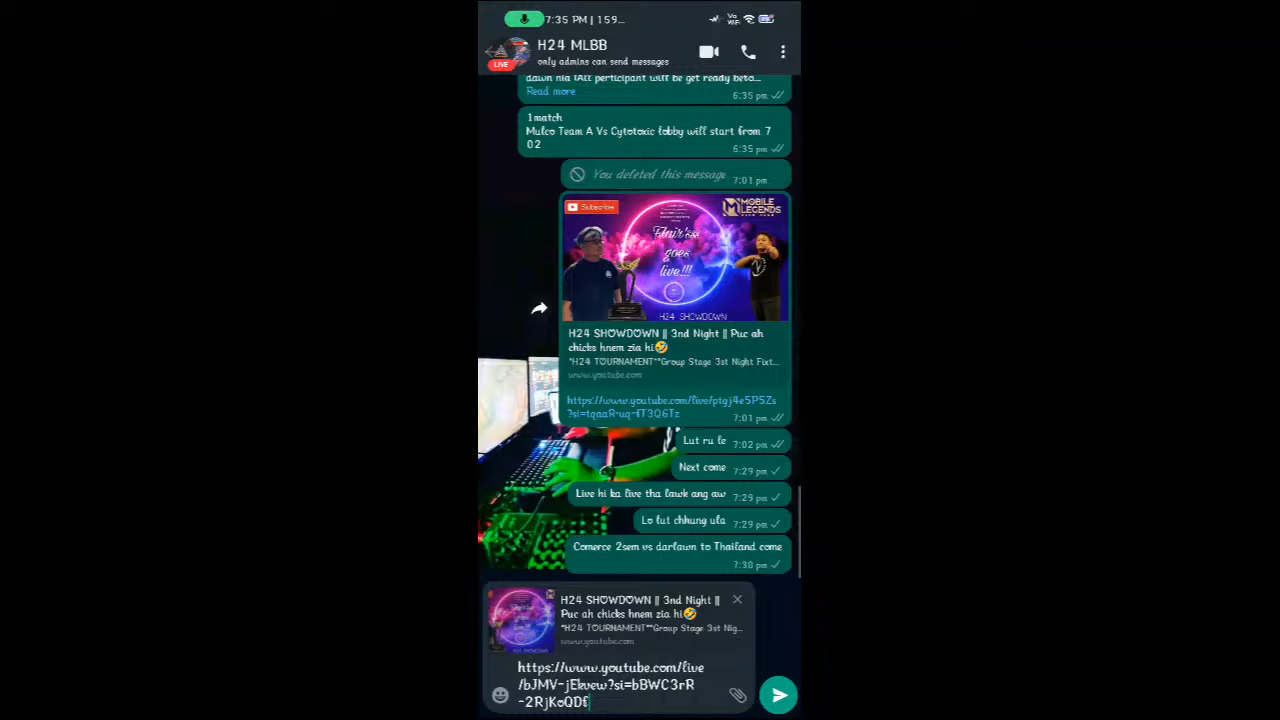 7:35 PM | 159...
Vo
WiFi
H24 MLBB
LIVE
only admins can send messages
dawn nia (All perticipant will be get ready befo...
Read more
6:35 pm
1match
Mulco Team A Vs Cytotoxic lobby will start from 7
02
6:35 pm
You deleted this message
7:01 pm
Subscribe
MOBILE
LEGENDS
Flair'ss
goes
live!!!
H24 SHOWDOWN
H24 SHOWDOWN || 3nd Night || Puc ah
chicks hnem zia hi🤣
*H24 TOURNAMENT**Group Stage 3st Night Fixt...
www.youtube.com
https://www.youtube.com/live/ptgj4e5P5Zs
?si=tqaaR-uq-fT3Q6Tz
7:01 pm
Lut ru le
7:02 pm
Next come
7:29 pm
Live hi ka live tha lawk ang aw
7:29 pm
Lo lut chhung ula
7:29 pm
Comerce 2sem vs darlawn to Thailand come
7:30 pm
H24 SHOWDOWN || 3nd Night ||
Puc ah chicks hnem zia hi🤣
*H24 TOURNAMENT**Group Stage 3st Nig...
www.youtube.com
https://www.youtube.com/live
/bJMV-jEkvew?si=bBWC3rR
-2RjKoQDf